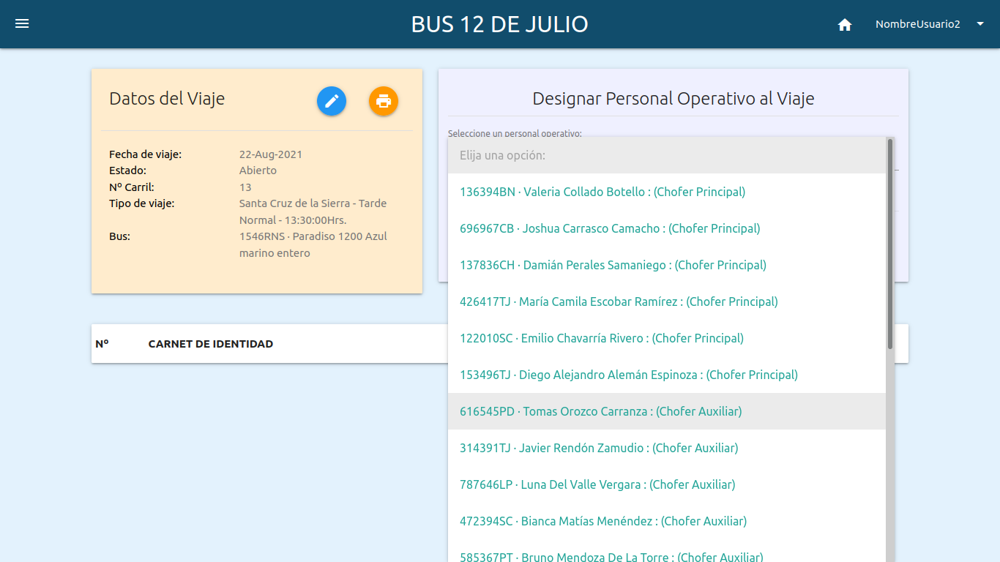 BUS 12 DE JULIO
NombreUsuario2
Datos del Viaje
Fecha de viaje: 22-Aug-2021
Estado: Abierto
Nº Carril: 13
Tipo de viaje: Santa Cruz de la Sierra - Tarde
Normal - 13:30:00Hrs.
Bus: 1546RNS · Paradiso 1200 Azul
marino entero
Designar Personal Operativo al Viaje
Seleccione un personal operativo:
Elija una opción:
136394BN · Valeria Collado Botello : (Chofer Principal)
696967CB · Joshua Carrasco Camacho : (Chofer Principal)
137836CH · Damián Perales Samaniego : (Chofer Principal)
426417TJ · María Camila Escobar Ramírez : (Chofer Principal)
122010SC · Emilio Chavarría Rivero : (Chofer Principal)
153496TJ · Diego Alejandro Alemán Espinoza : (Chofer Principal)
616545PD · Tomas Orozco Carranza : (Chofer Auxiliar)
314391TJ · Javier Rendón Zamudio : (Chofer Auxiliar)
787646LP · Luna Del Valle Vergara : (Chofer Auxiliar)
472394SC · Bianca Matías Menéndez : (Chofer Auxiliar)
585367PT · Bruno Mendoza De La Torre : (Chofer Auxiliar)
Nº CARNET DE IDENTIDAD